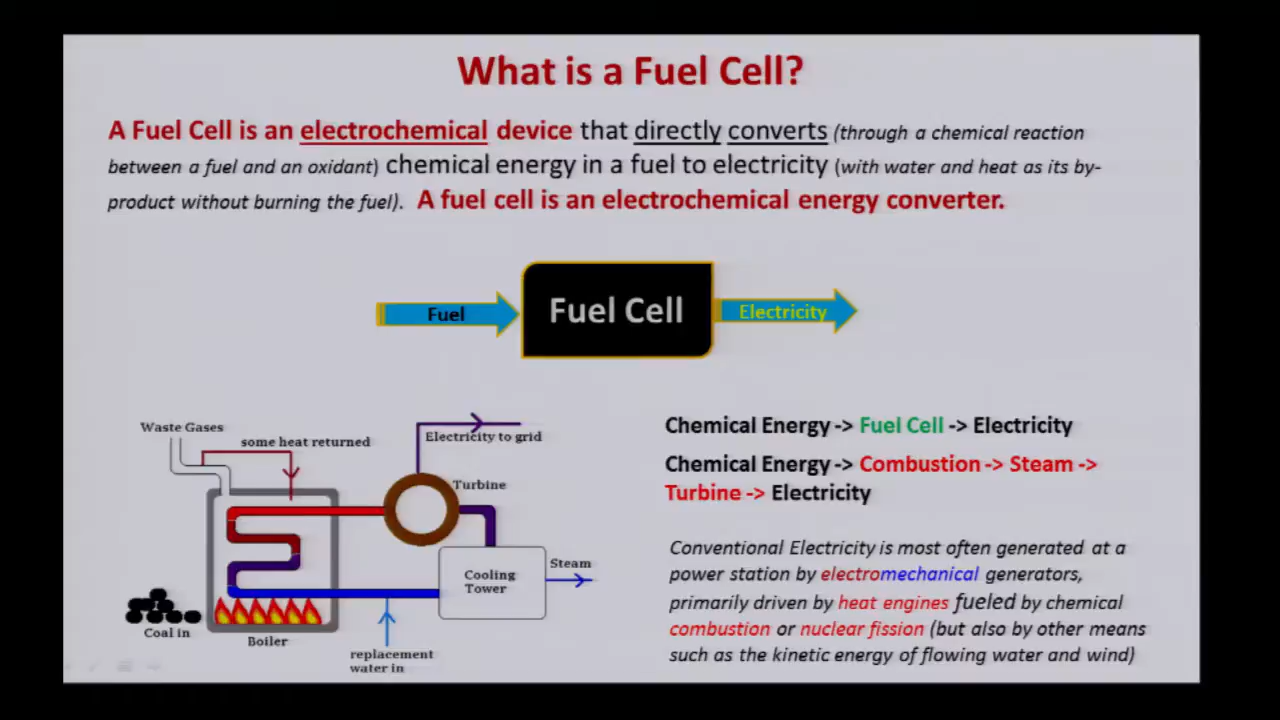 What is a Fuel Cell?
A Fuel Cell is an electrochemical device that directly converts (through a chemical reaction
between a fuel and an oxidant) chemical energy in a fuel to electricity (with water and heat as its by-
product without burning the fuel). A fuel cell is an electrochemical energy converter.
Fuel
Fuel Cell
Electricity
Waste Gases
some heat returned
Electricity to grid
Turbine
Cooling
Tower
Steam
Coal in
Boiler
replacement
water in
Chemical Energy -> Fuel Cell -> Electricity
Chemical Energy -> Combustion -> Steam ->
Turbine -> Electricity
Conventional Electricity is most often generated at a
power station by electromechanical generators,
primarily driven by heat engines fueled by chemical
combustion or nuclear fission (but also by other means
such as the kinetic energy of flowing water and wind)